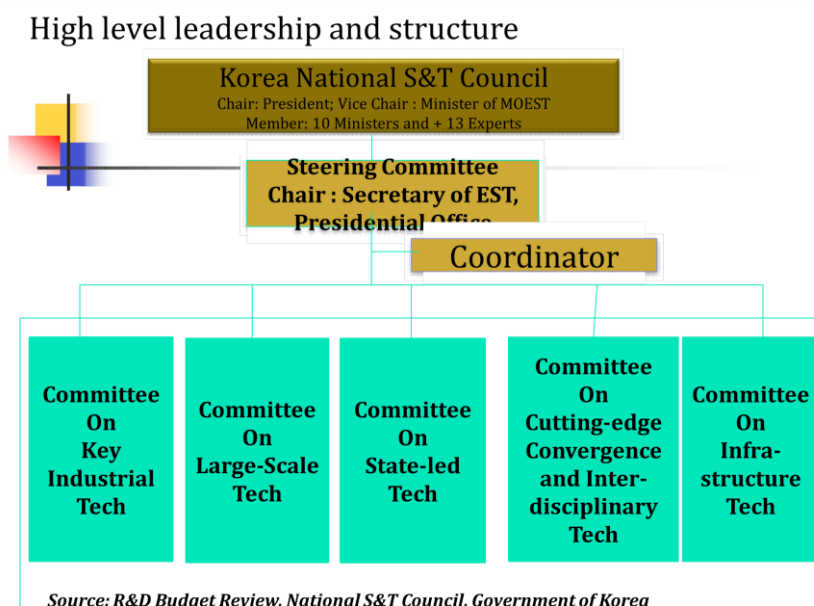 High level leadership and structure
Korea National S&T Council
Chair: President; Vice Chair : Minister of MOEST
Member: 10 Ministers and + 13 Experts
Steering Committee
Chair : Secretary of EST,
Presidential Office
Coordinator
Committee
On
Key
Industrial
Tech
Committee
On
Large-Scale
Tech
Committee
On
State-led
Tech
Committee
On
Cutting-edge
Convergence
and Inter-
disciplinary
Tech
Committee
On
Infra-
structure
Tech
Source: R&D Budget Review, National S&T Council, Government of Korea